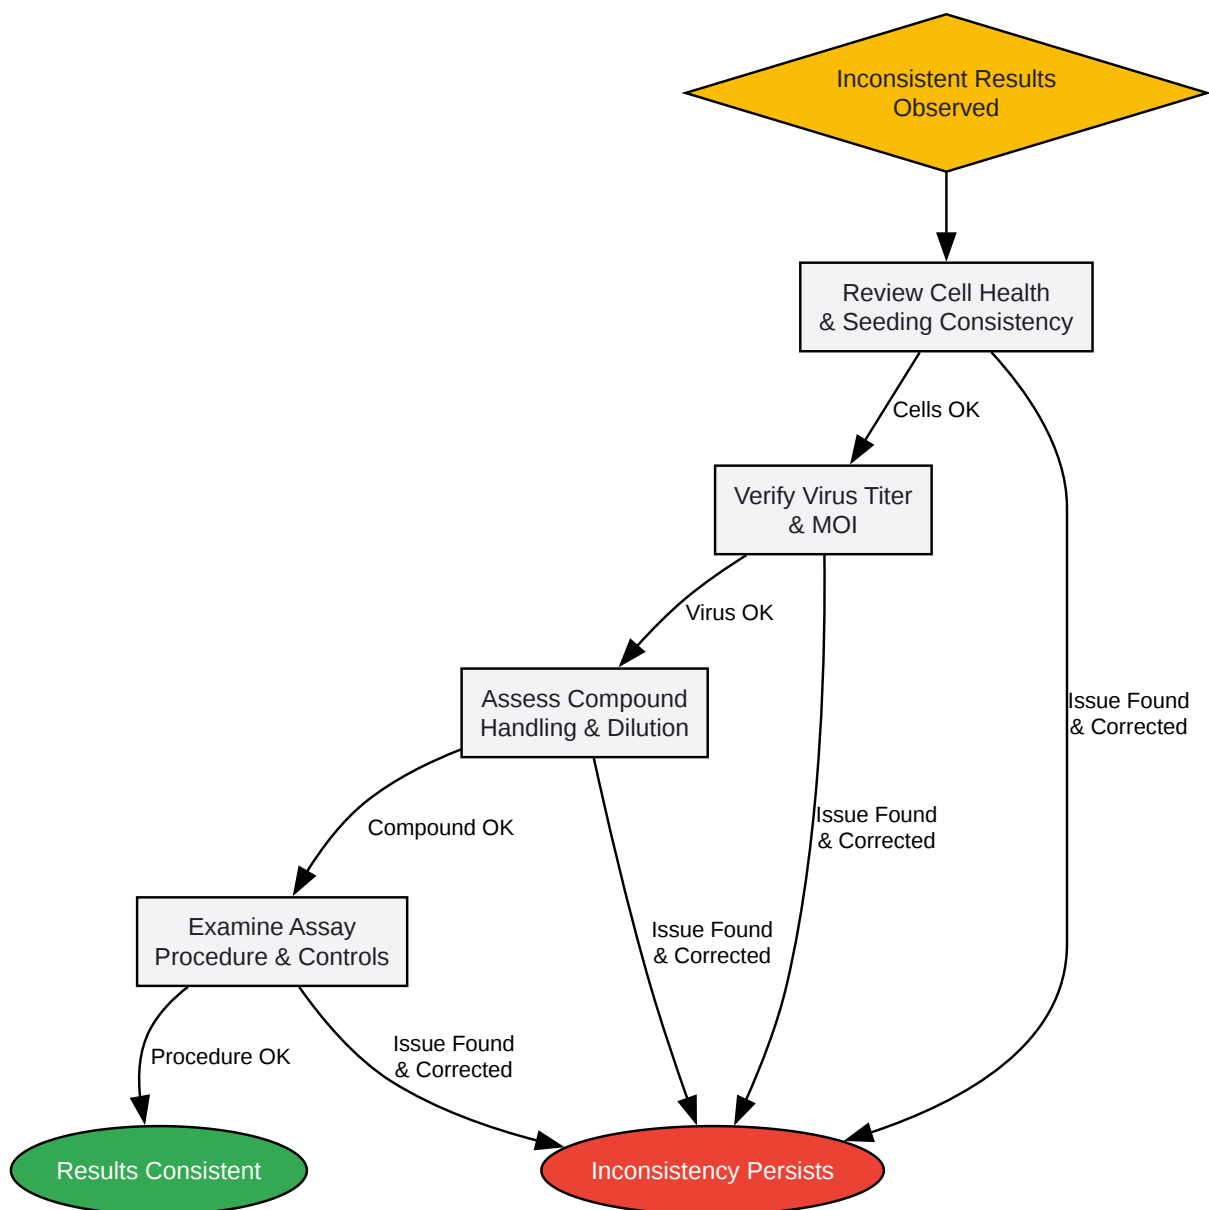 Inconsistent Results
Observed
Review Cell Health
& Seeding Consistency
Cells OK
Verify Virus Titer
& MOI
Virus OK
Assess Compound
Handling & Dilution
Issue Found
& Corrected
Compound OK
Issue Found
& Corrected
Examine Assay
Procedure & Controls
Issue Found
& Corrected
Procedure OK
Issue Found
& Corrected
Results Consistent
Inconsistency Persists